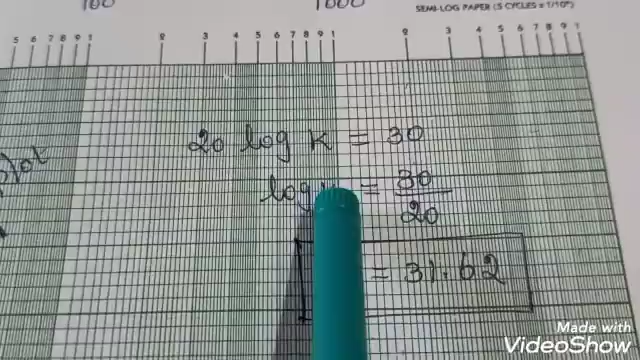 100 1000 SEMI-LOG PAPER (5 CYCLES x 1/10")
5 6 7 8 9 1 2 3 4 5 6 7 8 9 1 2 3 4 5 6 7 8 9 1
plot
20 log K = 30
log = 30
20
= 31.62
Made with
VideoShow